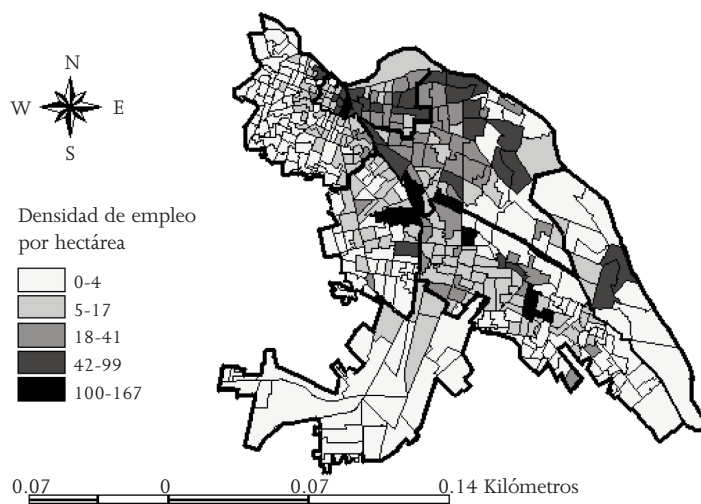 N
W E
S
Densidad de empleo
por hectárea
0-4
5-17
18-41
42-99
100-167
0.07 0 0.07 0.14 Kilómetros